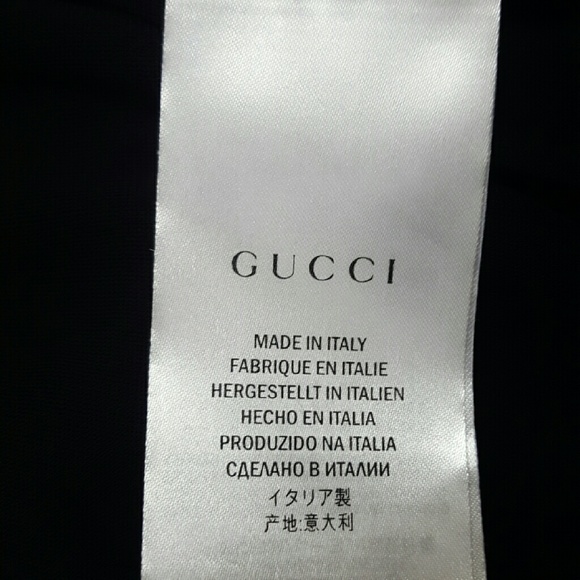 GUCCI
MADE IN ITALY
FABRIQUE EN ITALIE
HERGESTELLT IN ITALIEN
HECHO EN ITALIA
PRODUZIDO NA ITALIA
СДЕЛАНО В ИТАЛИИ
イタリア製
产地:意大利